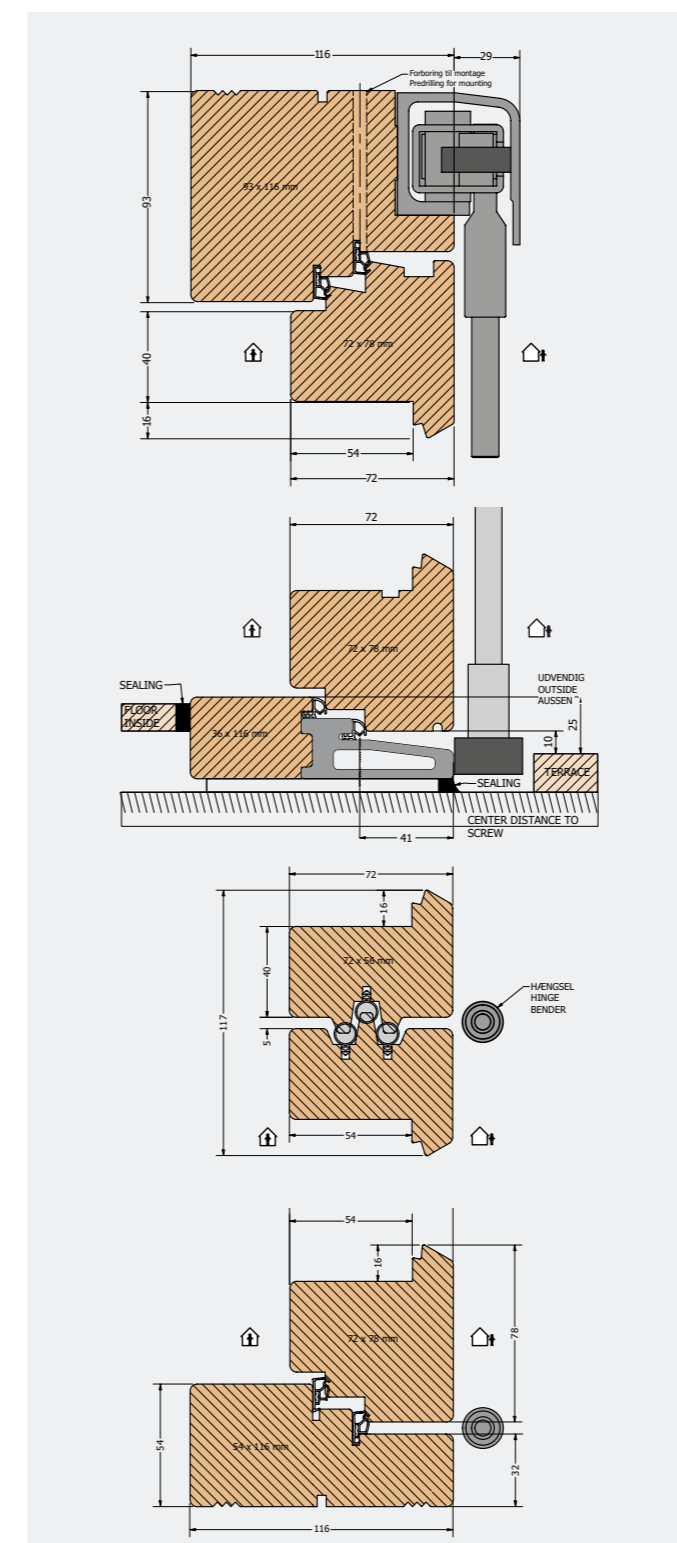 116
29
Forboring til montage
Predrilling for mounting
93 x 116 mm
93
72 x 78 mm
40
16
54
72
72
72 x 78 mm
SEALING
FLOOR
INSIDE
36 x 116 mm
UDVENDIG
OUTSIDE
AUSSEN
25
10
TERRACE
SEALING
CENTER DISTANCE TO
SCREW
41
72
16
72 x 56 mm
40
117
5
HÆNGSEL
HINGE
BENDER
54
54
16
78
72 x 78 mm
54
54 x 116 mm
32
116